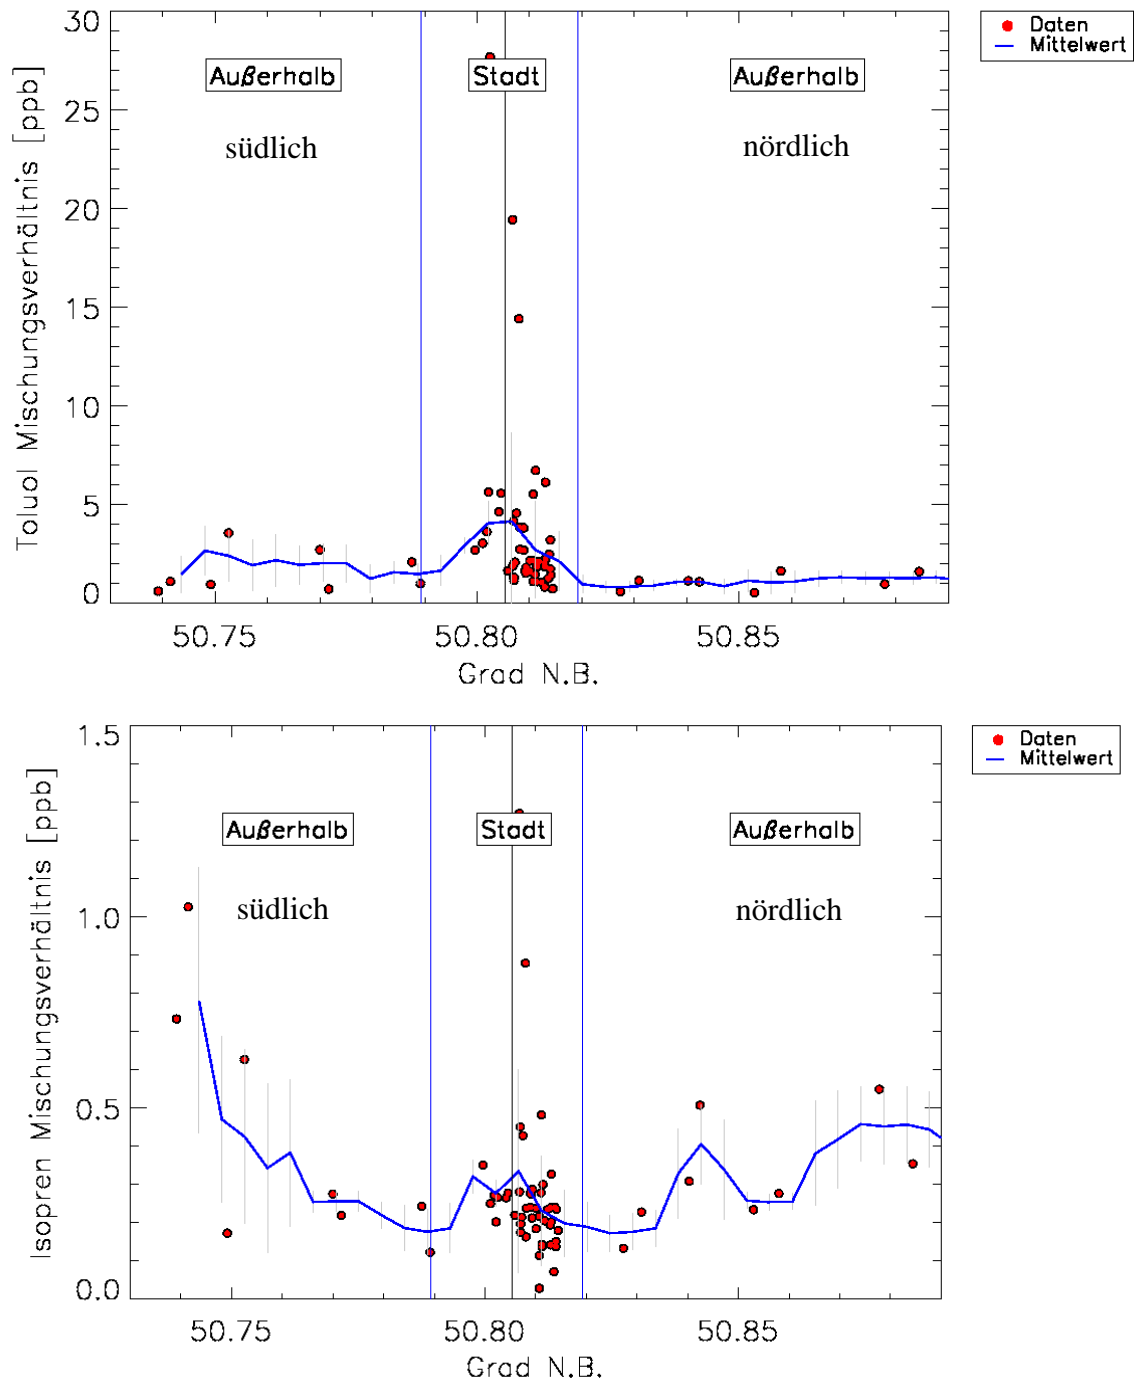 30
25
20
15
10
5
0
Toluol Mischungsverhältnis [ppb]
Außerhalb
Stadt
Außerhalb
südlich
nördlich
Daten
Mittelwert
50.75
50.80
50.85
Grad N.B.
1.5
1.0
0.5
0.0
Isopren Mischungsverhältnis [ppb]
Außerhalb
Stadt
Außerhalb
südlich
nördlich
Daten
Mittelwert
50.75
50.80
50.85
Grad N.B.